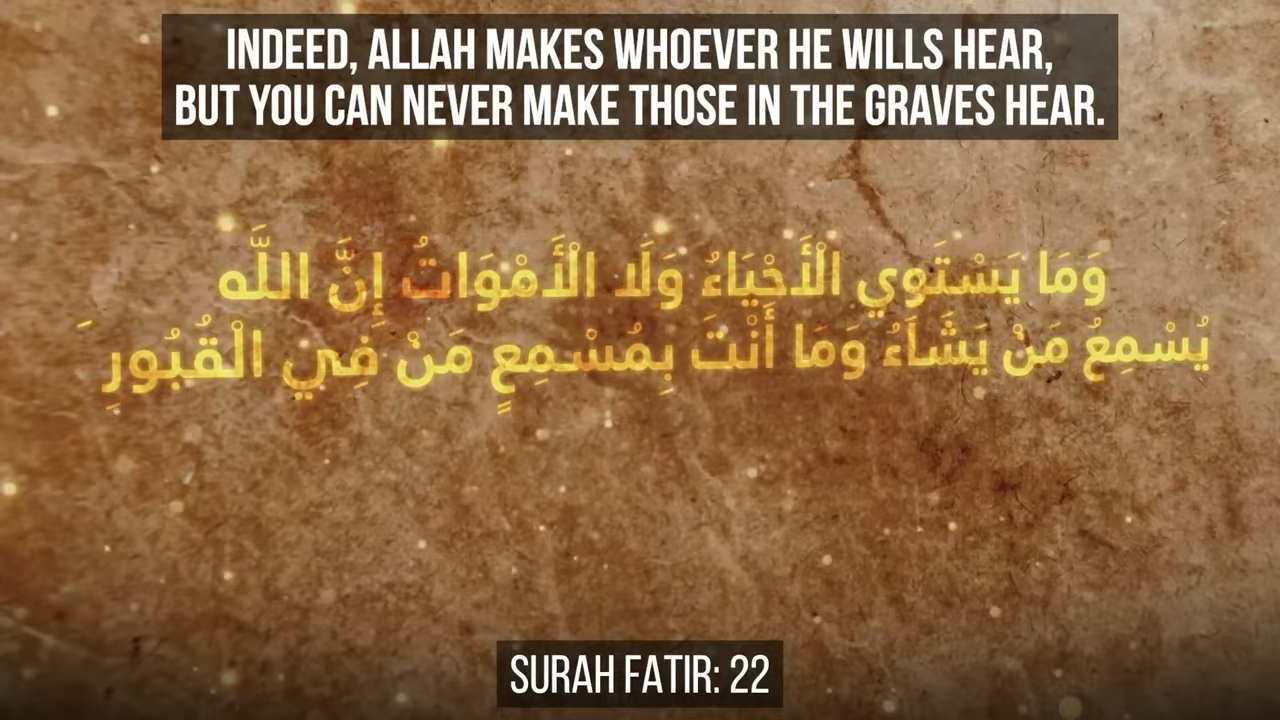 INDEED, ALLAH MAKES WHOEVER HE WILLS HEAR,
BUT YOU CAN NEVER MAKE THOSE IN THE GRAVES HEAR.
وَمَا يَسْتَوِي الْأَحْيَاءُ وَلَا الْأَمْوَاتُ إِنَّ اللَّه
يُسْمِعُ مَنْ يَشَاءُ وَمَا أَنْتَ بِمُسْمِعٍ مَنْ فِي الْقُبُورِ َ
SURAH FATIR: 22